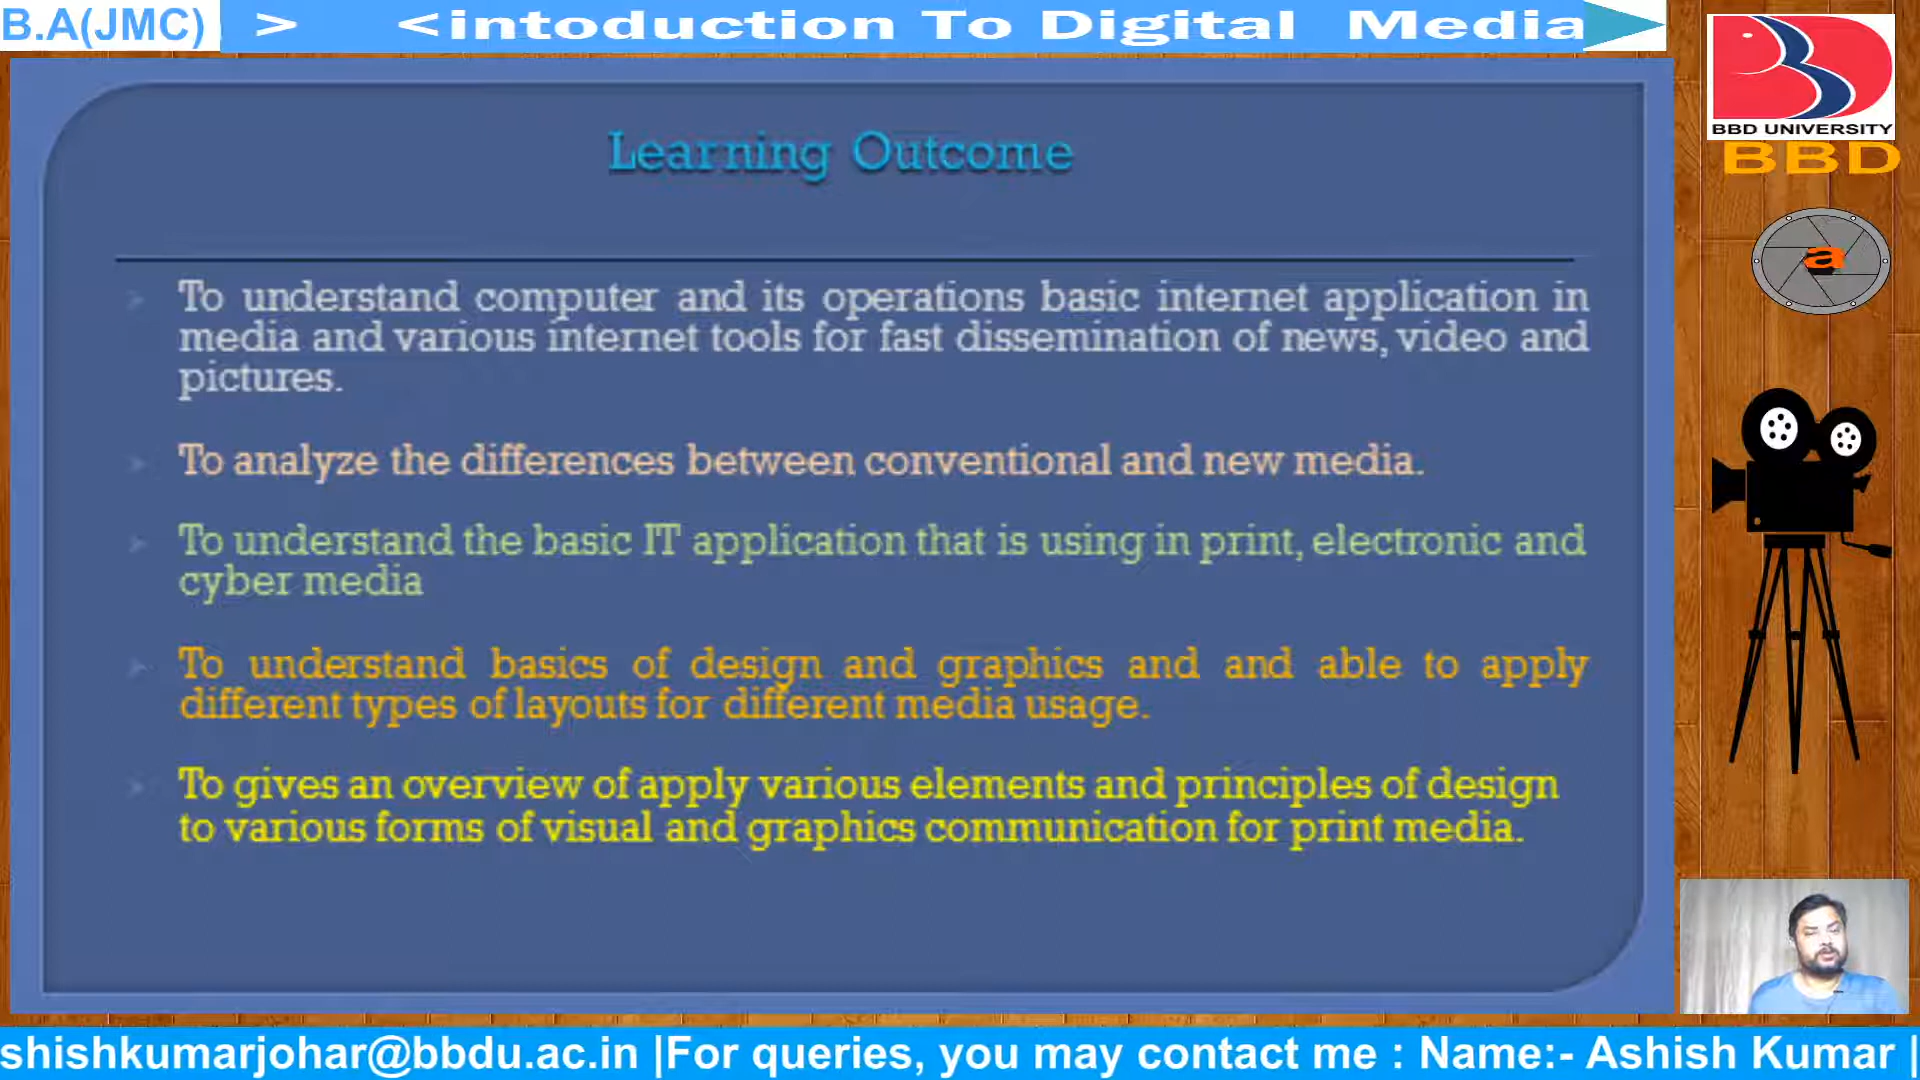 B.A(JMC) > <intoduction To Digital Media
BBD UNIVERSITY
BBD
a
Learning Outcome
To understand computer and its operations basic internet application in
media and various internet tools for fast dissemination of news, video and
pictures.
To analyze the differences between conventional and new media.
To understand the basic IT application that is using in print, electronic and
cyber media
To understand basics of design and graphics and and able to apply
different types of layouts for different media usage.
To gives an overview of apply various elements and principles of design
to various forms of visual and graphics communication for print media.
shishkumarjohar@bbdu.ac.in |For queries, you may contact me : Name:- Ashish Kumar |